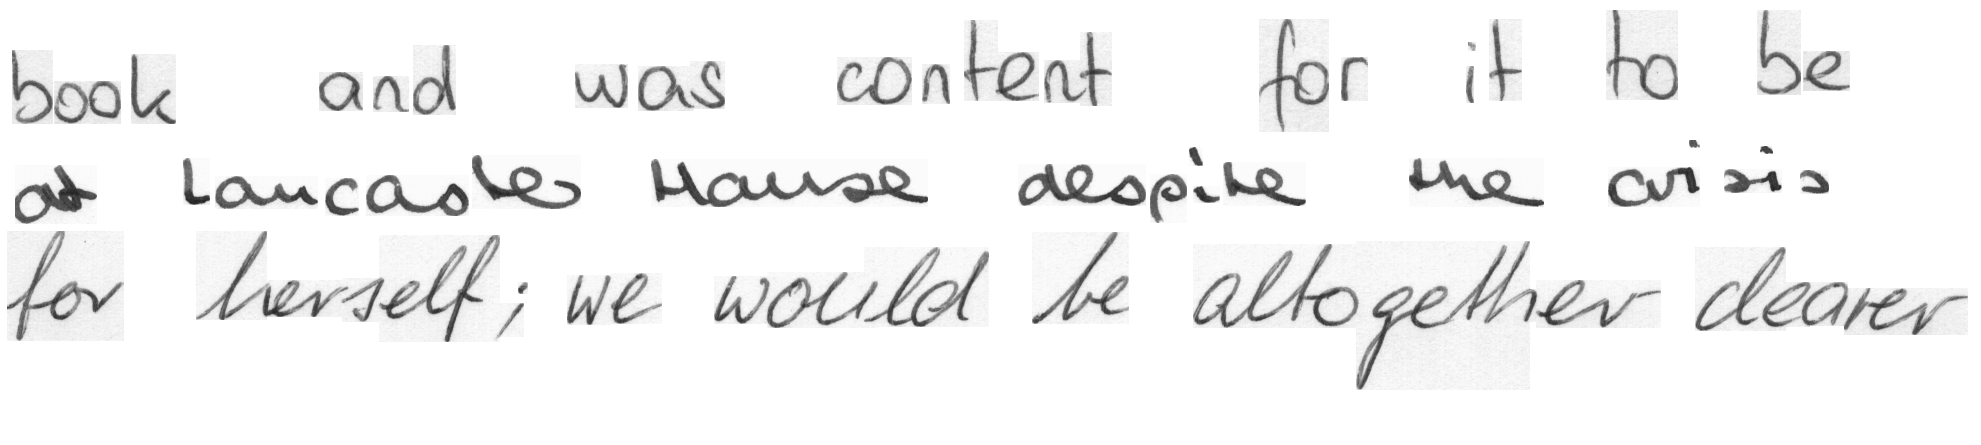 book and was content for it to be
at Lancaster House despite the crisis
for herself; we would be altogether clearer